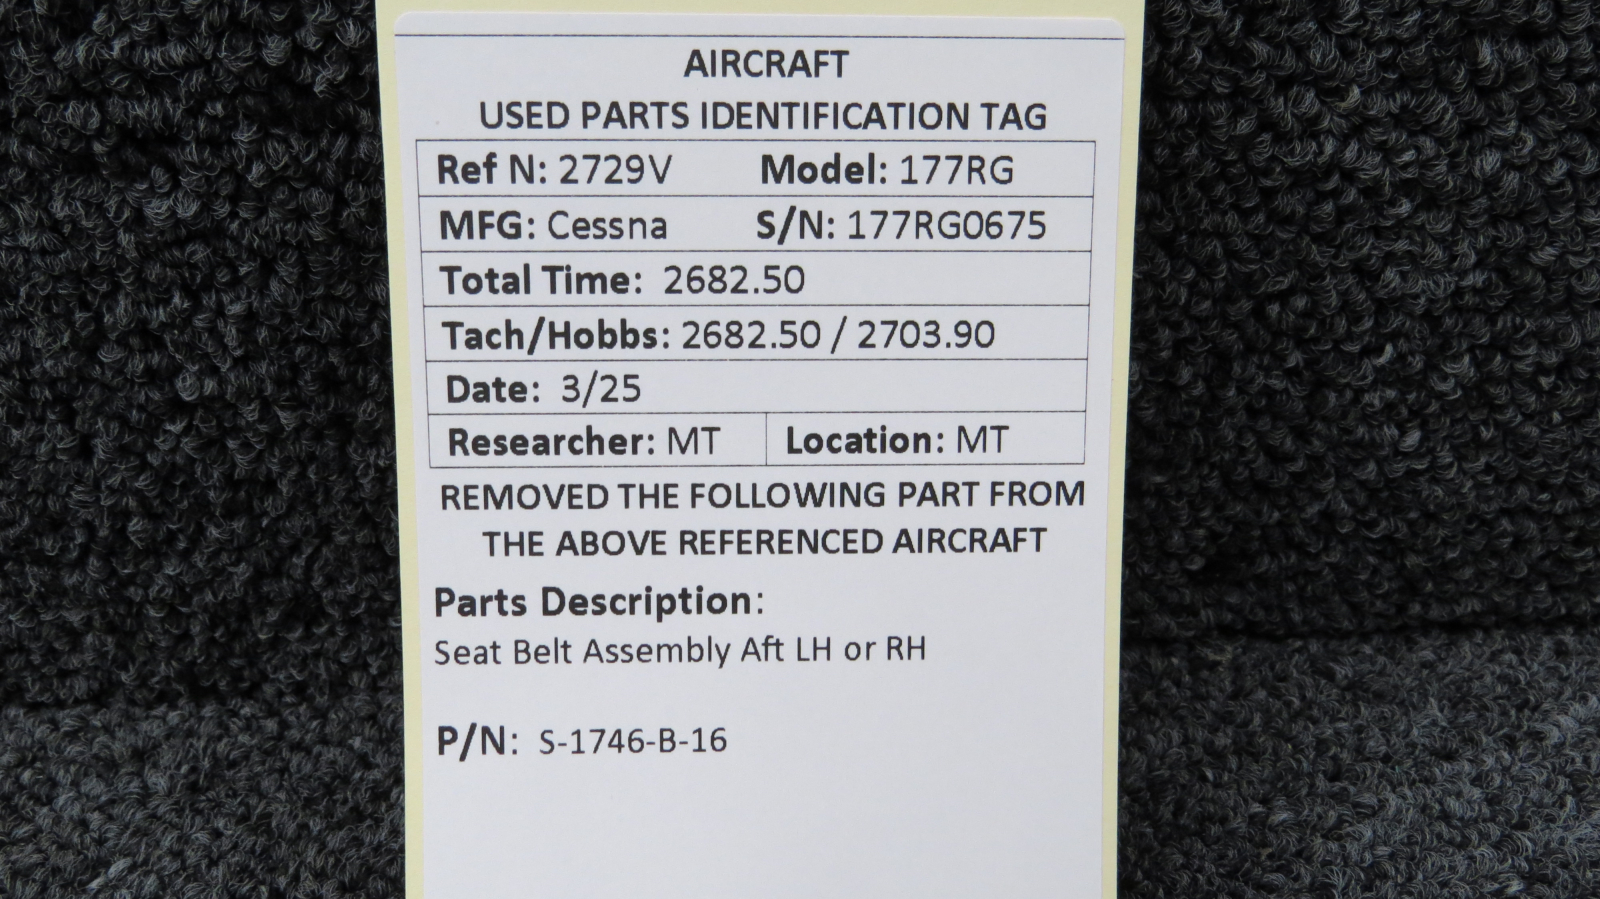 AIRCRAFT
USED PARTS IDENTIFICATION TAG
Ref N: 2729V Model: 177RG
MFG: Cessna S/N: 177RG0675
Total Time: 2682.50
Tach/Hobbs: 2682.50 / 2703.90
Date: 3/25
Researcher: MT Location: MT
REMOVED THE FOLLOWING PART FROM
THE ABOVE REFERENCED AIRCRAFT
Parts Description:
Seat Belt Assembly Aft LH or RH
P/N: S-1746-B-16